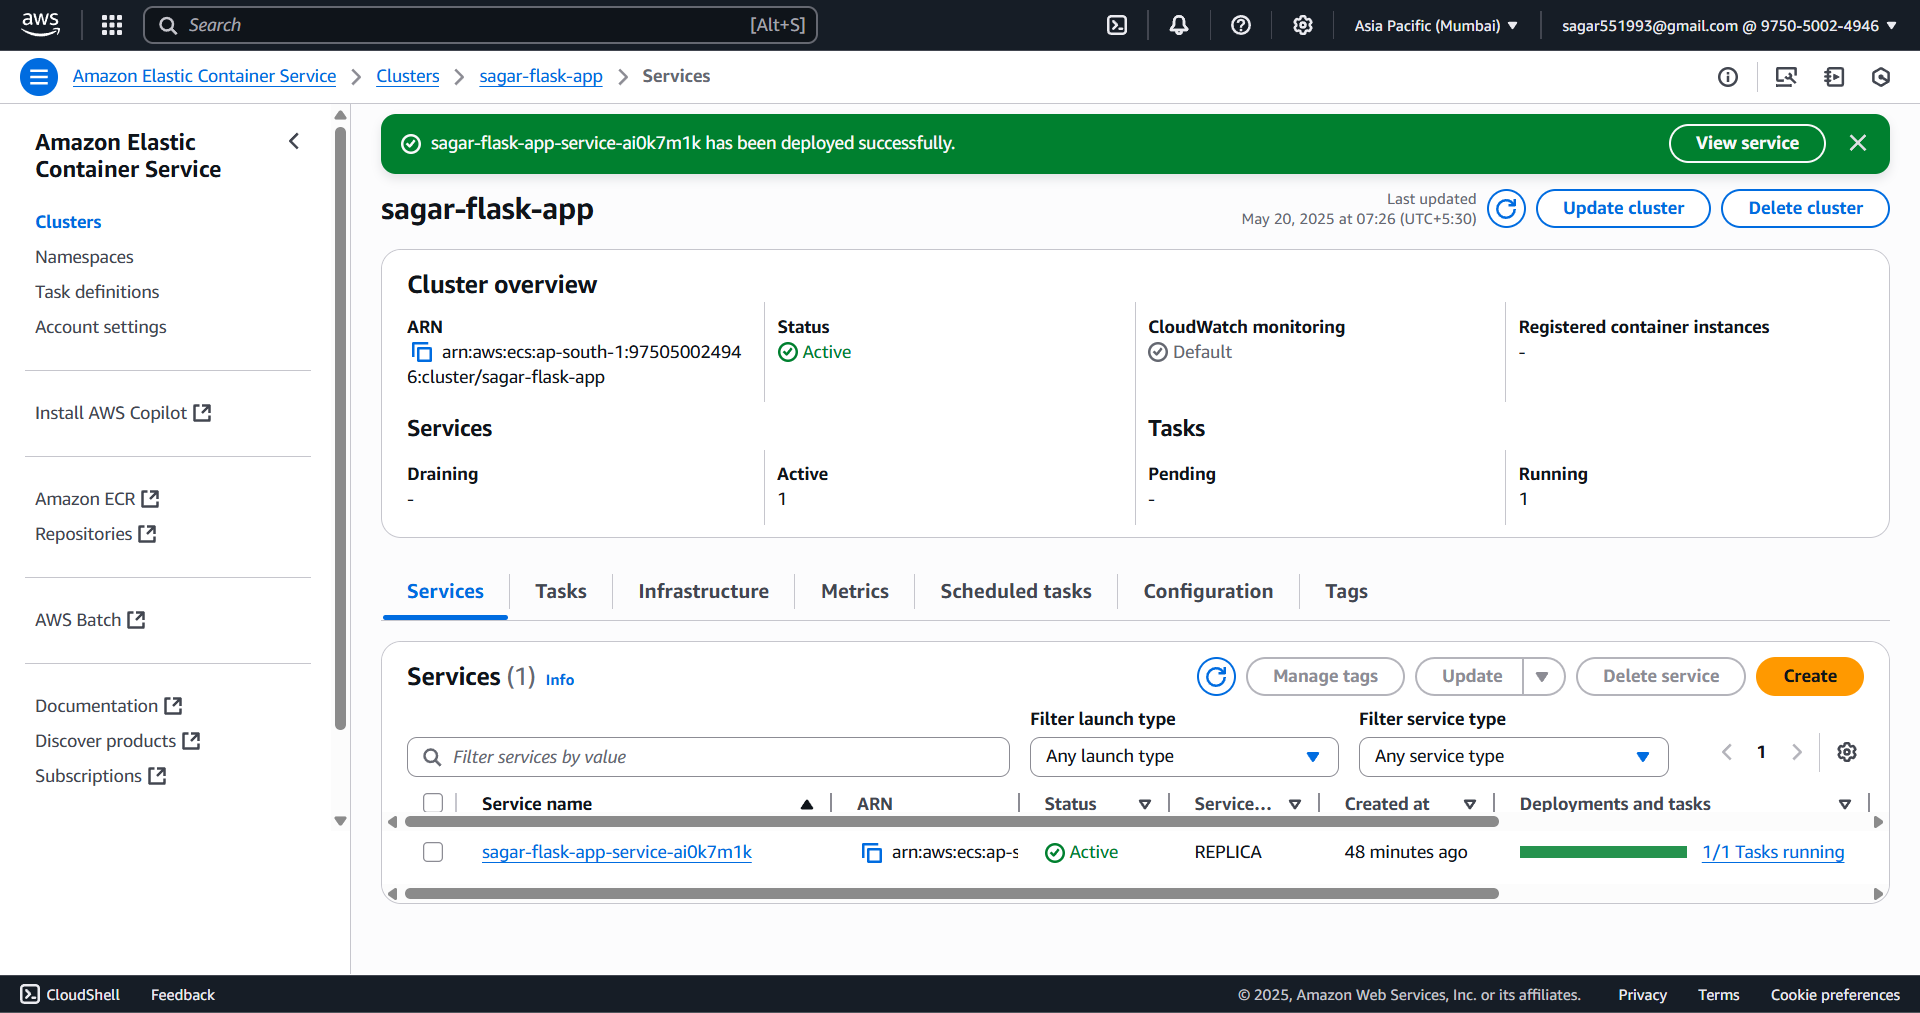 aws
Search [Alt+S]
Asia Pacific (Mumbai)
sagar551993@gmail.com @ 9750-5002-4946
Amazon Elastic Container Service
Clusters
sagar-flask-app
Services
Amazon Elastic
Container Service
Clusters
Namespaces
Task definitions
Account settings
Install AWS Copilot
Amazon ECR
Repositories
AWS Batch
Documentation
Discover products
Subscriptions
sagar-flask-app-service-ai0k7m1k has been deployed successfully.
View service
sagar-flask-app
Last updated
May 20, 2025 at 07:26 (UTC+5:30)
Update cluster
Delete cluster
Cluster overview
ARN
arn:aws:ecs:ap-south-1:97505002494
6:cluster/sagar-flask-app
Status
Active
CloudWatch monitoring
Default
Registered container instances
-
Services
Tasks
Draining
-
Active
1
Pending
-
Running
1
Services
Tasks
Infrastructure
Metrics
Scheduled tasks
Configuration
Tags
Services (1) Info
Manage tags
Update
Delete service
Create
Filter launch type
Filter service type
Filter services by value
Any launch type
Any service type
1
Service name
ARN
Status
Service...
Created at
Deployments and tasks
sagar-flask-app-service-ai0k7m1k
arn:aws:ecs:ap-s
Active
REPLICA
48 minutes ago
1/1 Tasks running
CloudShell
Feedback
© 2025, Amazon Web Services, Inc. or its affiliates.
Privacy
Terms
Cookie preferences